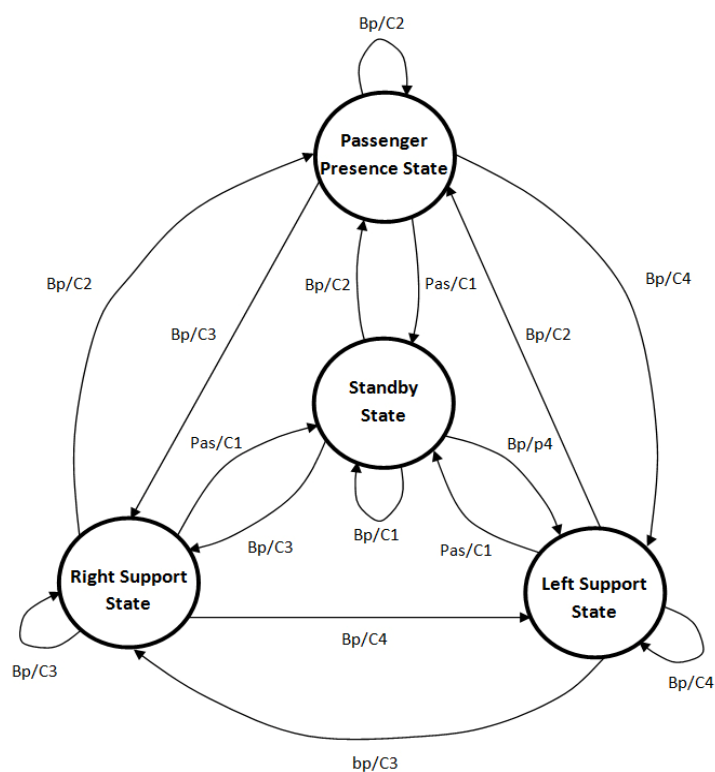 Bp/C2
Passenger
Presence State
Bp/C2
Bp/C3
Bp/C2
Pas/C1
Bp/C4
Bp/C2
Standby
State
Pas/C1
Bp/p4
Bp/C3
Bp/C1
Pas/C1
Right Support
State
Left Support
State
Bp/C3
Bp/C4
Bp/C4
bp/C3